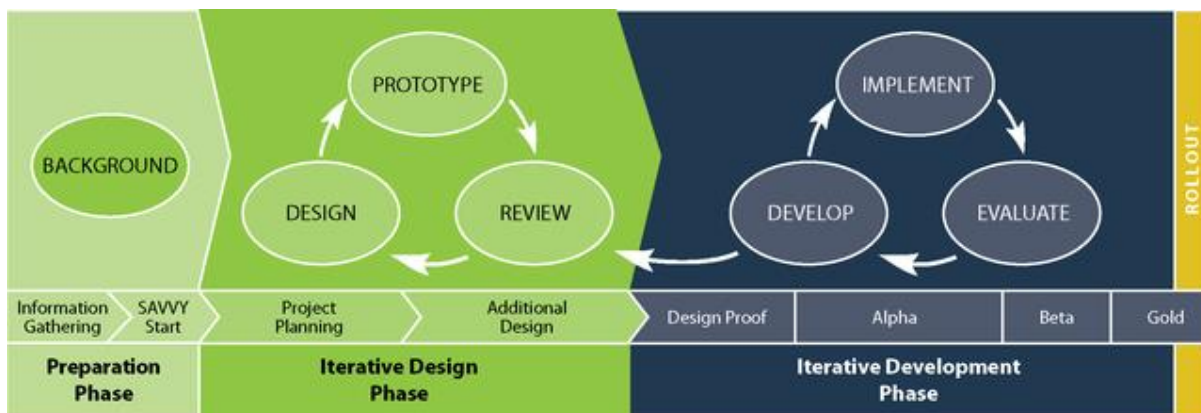 PROTOTYPE
IMPLEMENT
BACKGROUND
DESIGN
REVIEW
DEVELOP
EVALUATE
ROLLOUT
Information
Gathering
SAVVY
Start
Project
Planning
Additional
Design
Design Proof
Alpha
Beta
Gold
Preparation
Phase
Iterative Design
Phase
Iterative Development
Phase